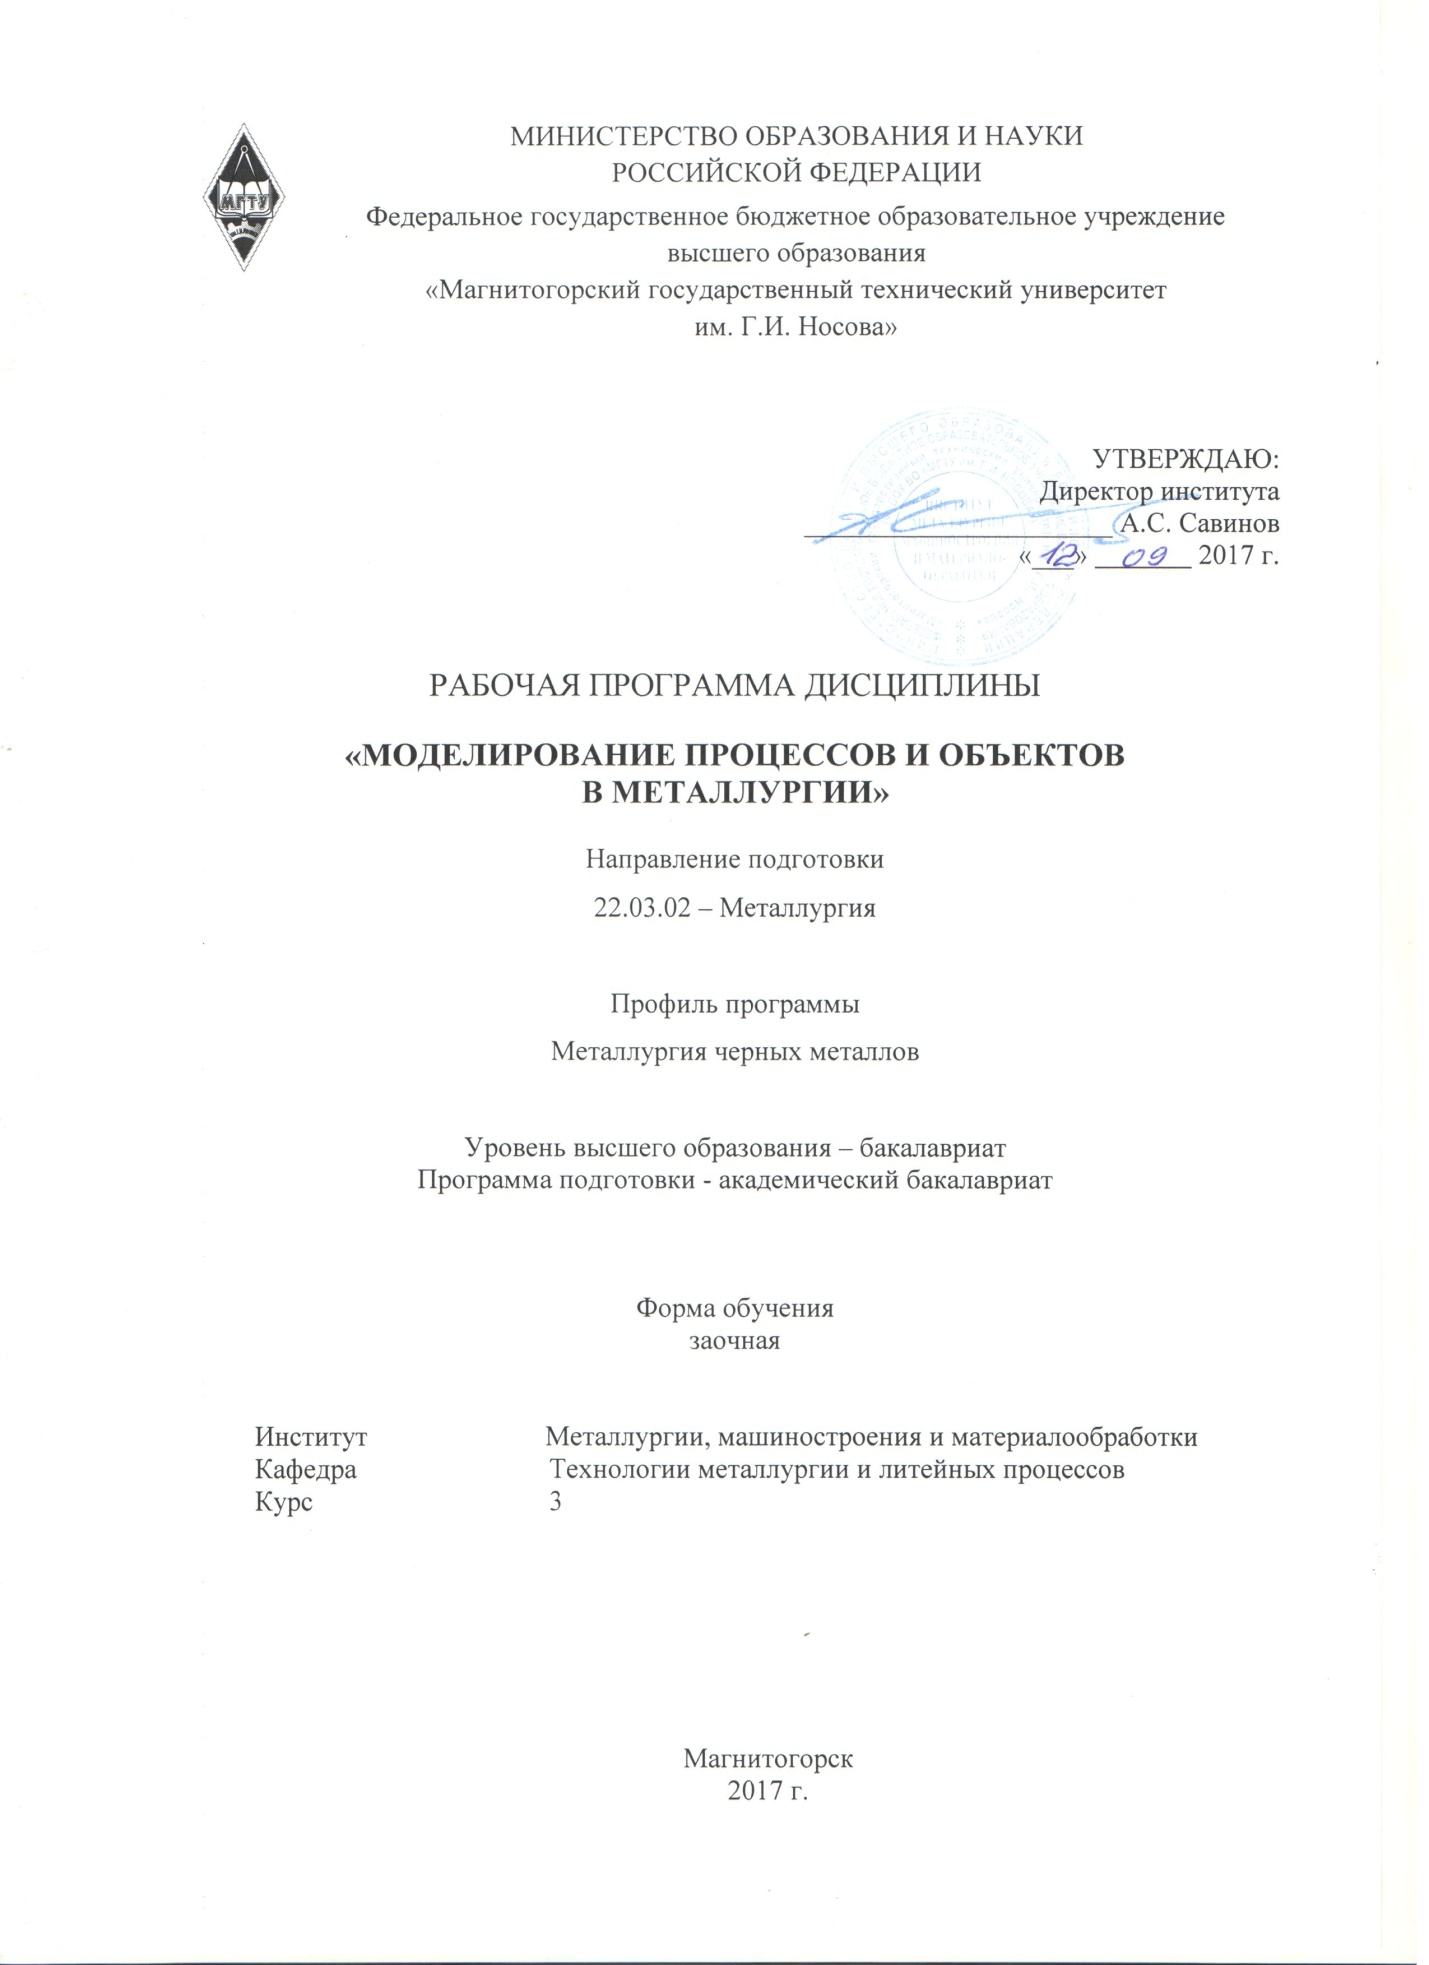 МГТУ
МИНИСТЕРСТВО ОБРАЗОВАНИЯ И НАУКИ
РОССИЙСКОЙ ФЕДЕРАЦИИ
Федеральное государственное бюджетное образовательное учреждение
высшего образования
«Магнитогорский государственный технический университет
им. Г.И. Носова»
УТВЕРЖДАЮ:
Директор института
А.С. Савинов
«12» 09 2017 г.
РАБОЧАЯ ПРОГРАММА ДИСЦИПЛИНЫ
«МОДЕЛИРОВАНИЕ ПРОЦЕССОВ И ОБЪЕКТОВ
В МЕТАЛЛУРГИИ»
Направление подготовки
22.03.02 – Металлургия
Профиль программы
Металлургия черных металлов
Уровень высшего образования – бакалавриат
Программа подготовки - академический бакалавриат
Форма обучения
заочная
Институт Металлургии, машиностроения и материалообработки
Кафедра Технологии металлургии и литейных процессов
Курс 3
Магнитогорск
2017 г.